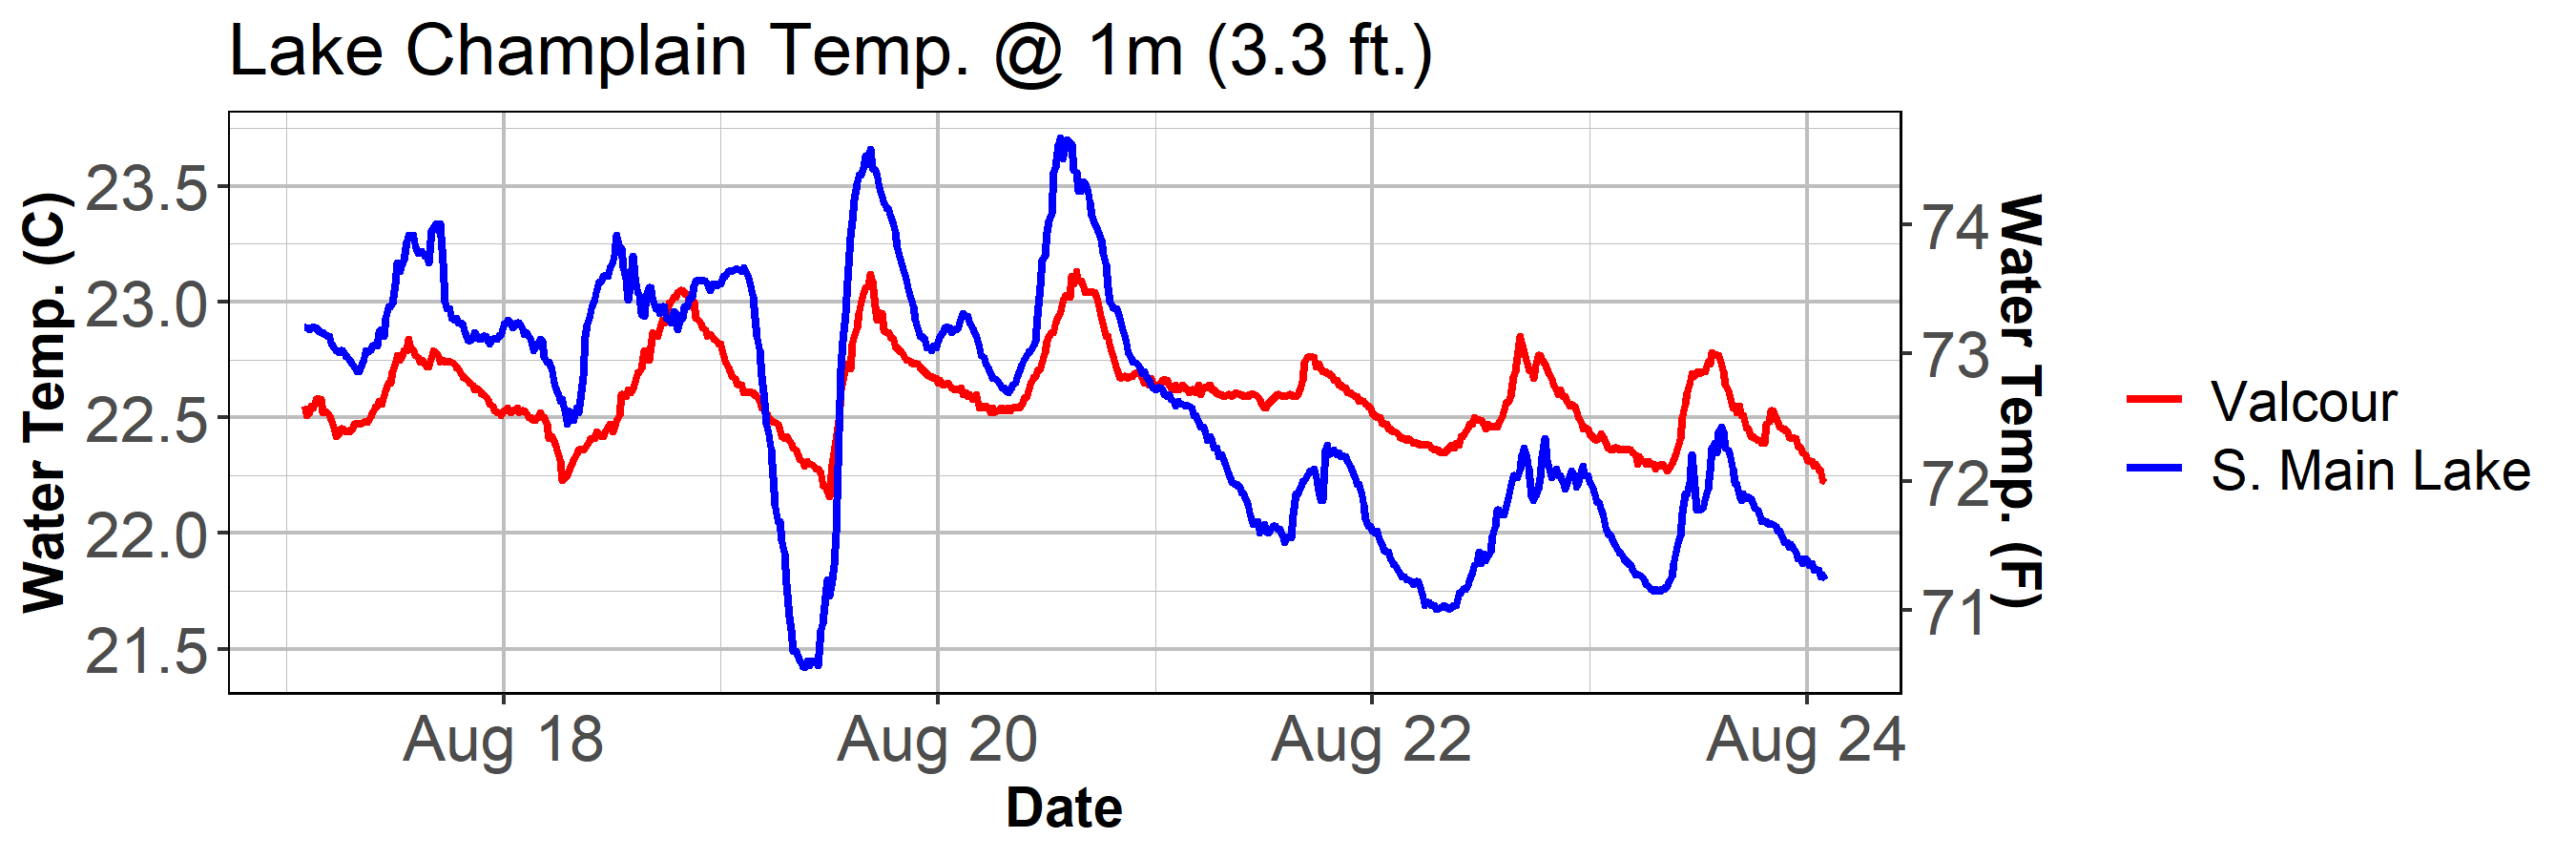 Lake Champlain Temp. @ 1m (3.3 ft.)
Water Temp. (C)
23.5
23.0
22.5
22.0
21.5
74
73
72
71
Water Temp. (F)
Aug 18
Aug 20
Aug 22
Aug 24
Date
Valcour
S. Main Lake